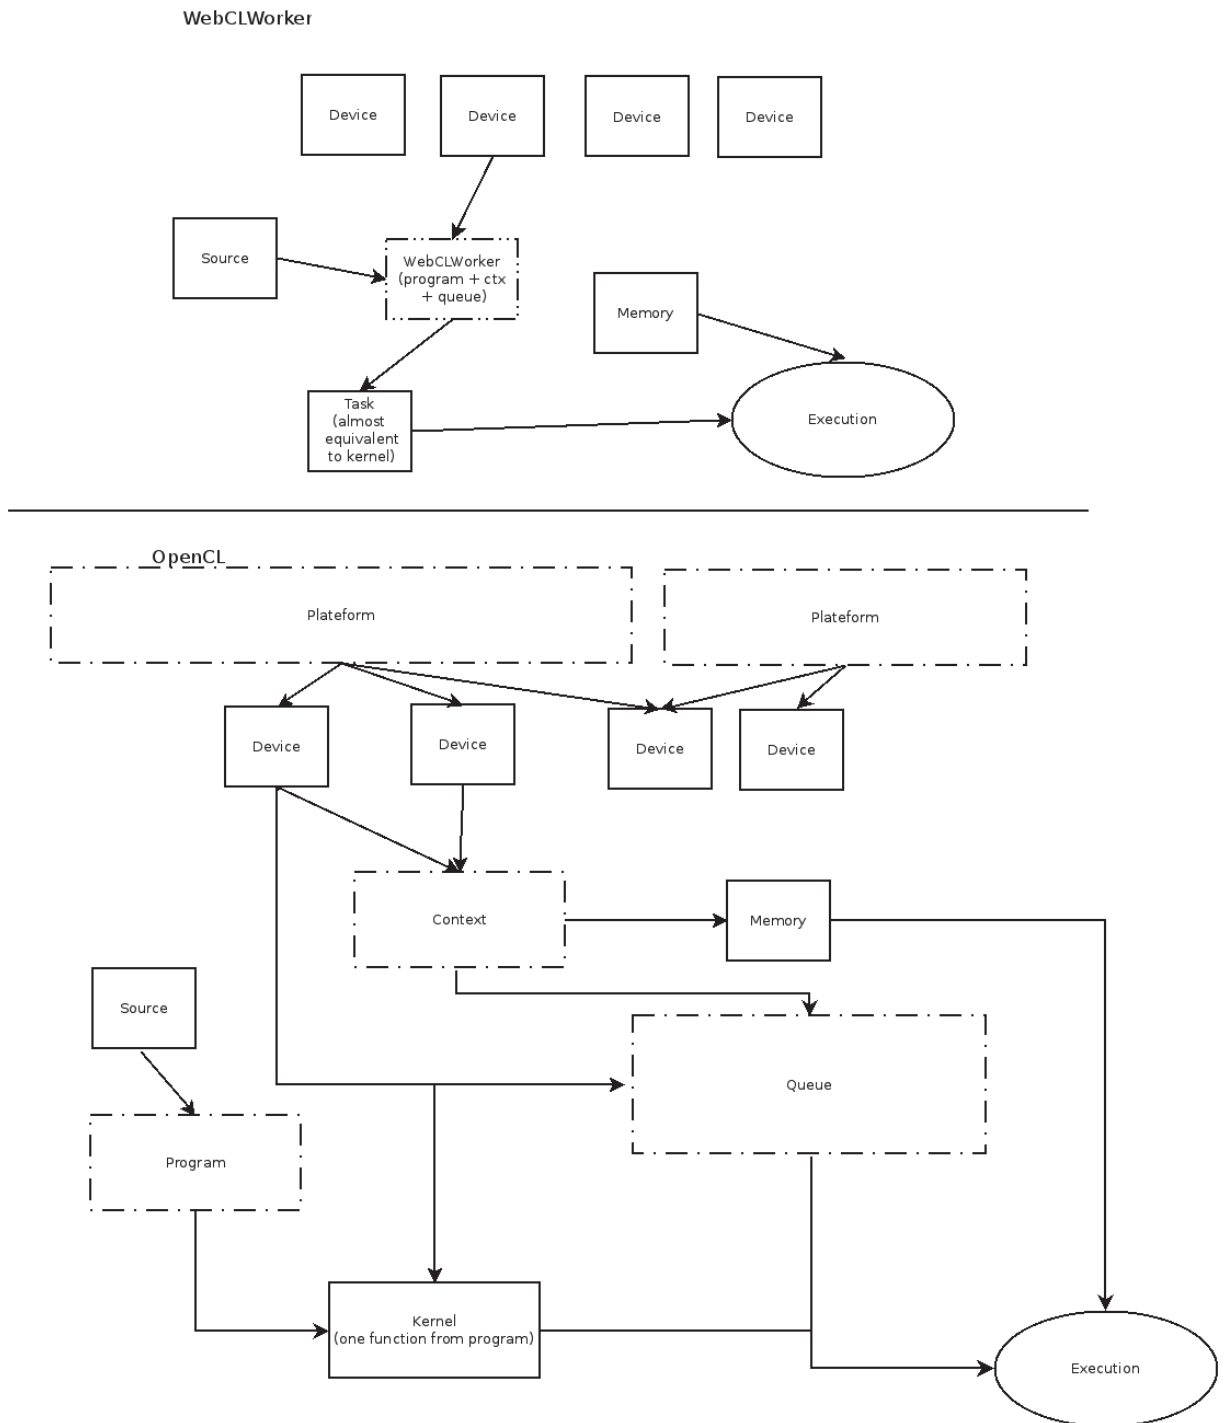 WebCLWorker
Device
Device
Device
Device
Source
WebCLWorker
(program + ctx
+ queue)
Memory
Task
(almost
equivalent
to kernel)
Execution
OpenCL
Plateform
Plateform
Device
Device
Device
Device
Context
Memory
Source
Queue
Program
Kernel
(one function from program)
Execution